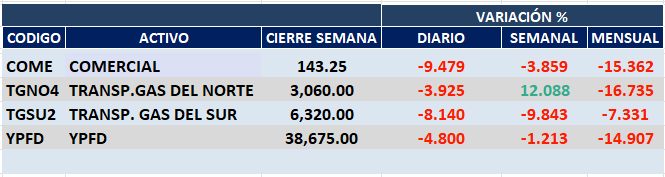 VARIACIÓN %
CODIGO ACTIVO CIERRE SEMANA DIARIO SEMANAL MENSUAL
COME COMERCIAL 143.25 -9.479 -3.859 -15.362
TGNO4 TRANSP.GAS DEL NORTE 3,060.00 -3.925 12.088 -16.735
TGSU2 TRANSP. GAS DEL SUR 6,320.00 -8.140 -9.843 -7.331
YPFD YPFD 38,675.00 -4.800 -1.213 -14.907